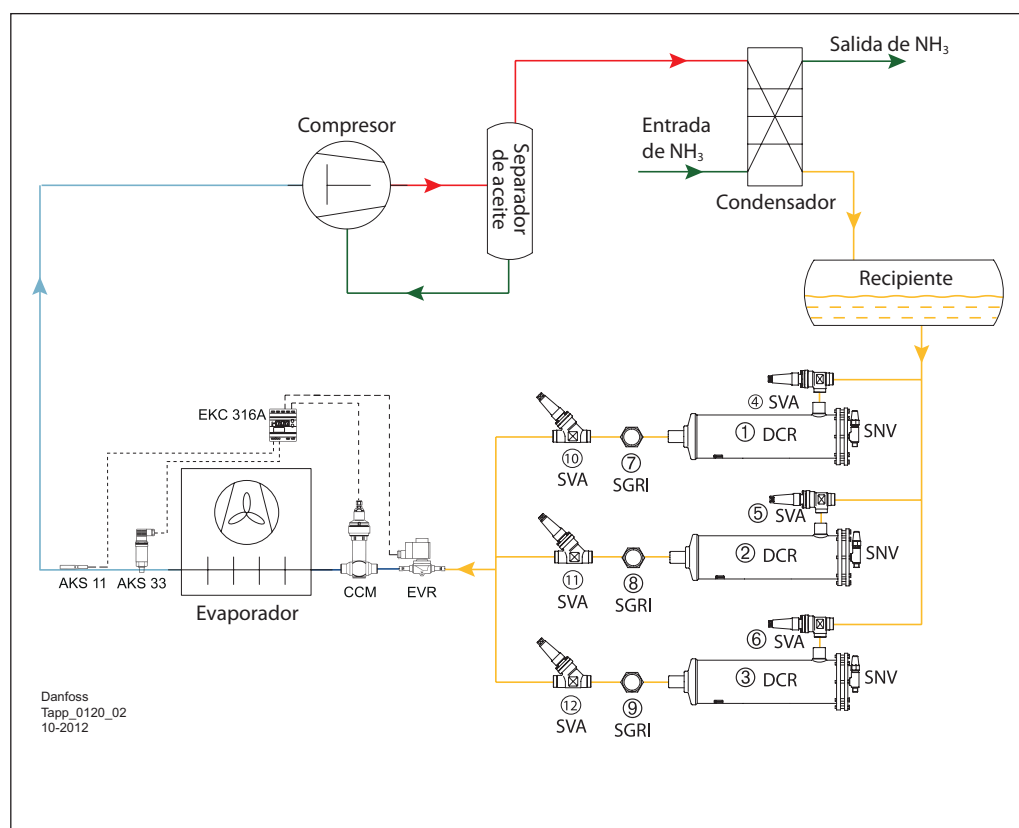 Salida de NH₃
Compresor
Separador
de aceite
Entrada
de NH₃
Condensador
Recipiente
④ SVA
EKC 316A
① DCR
SNV
⑩
SVA
⑦
SGRI
⑤ SVA
② DCR
SNV
AKS 11
AKS 33
Evaporador
CCM
EVR
⑪
SVA
⑧
SGRI
⑥ SVA
③ DCR
SNV
⑫
SVA
⑨
SGRI
Danfoss
Tapp_0120_02
10-2012